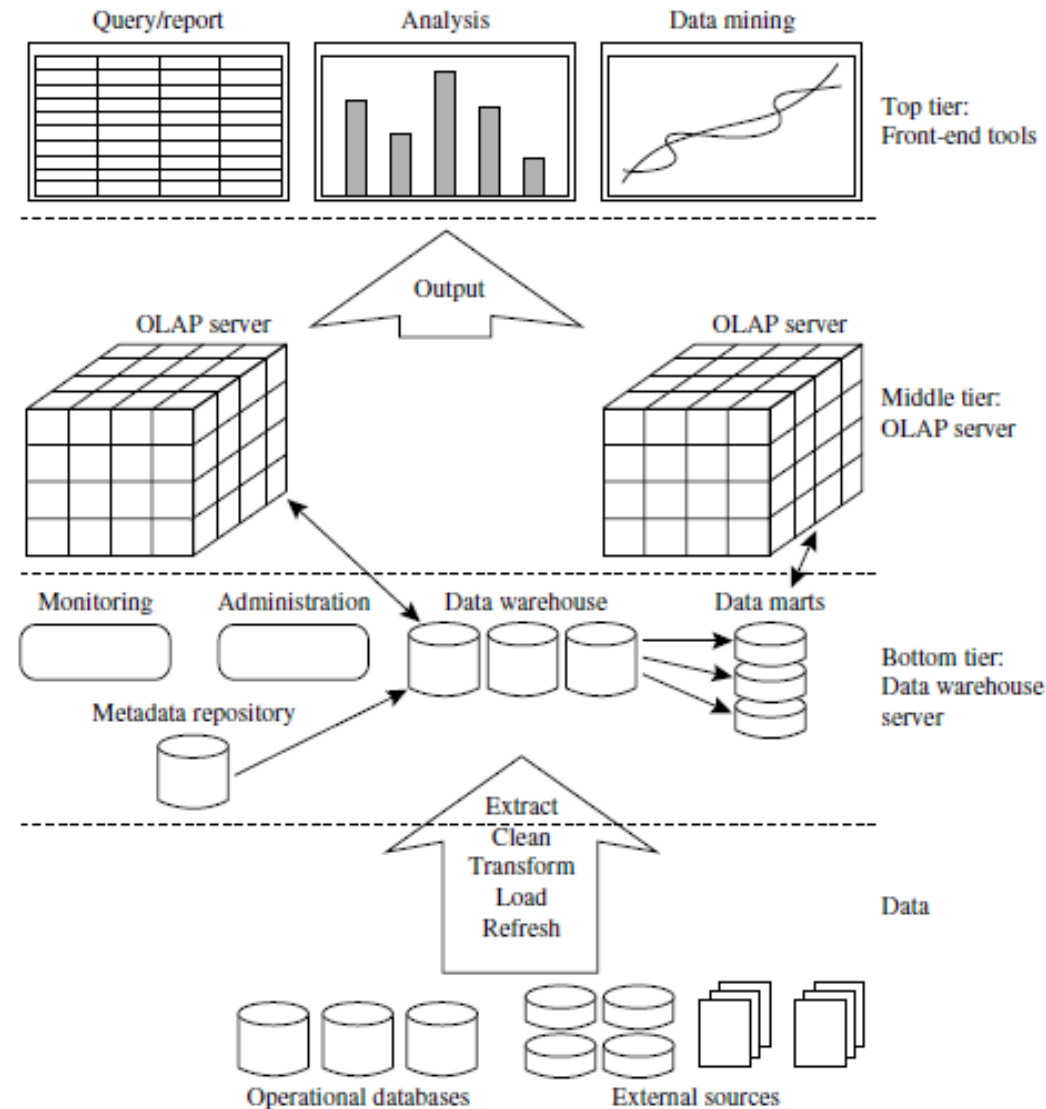 Query/report
Analysis
Data mining
Top tier:
Front-end tools
Output
OLAP server
OLAP server
Middle tier:
OLAP server
Monitoring
Administration
Data warehouse
Data marts
Bottom tier:
Data warehouse
server
Metadata repository
Extract
Clean
Transform
Load
Refresh
Data
Operational databases
External sources